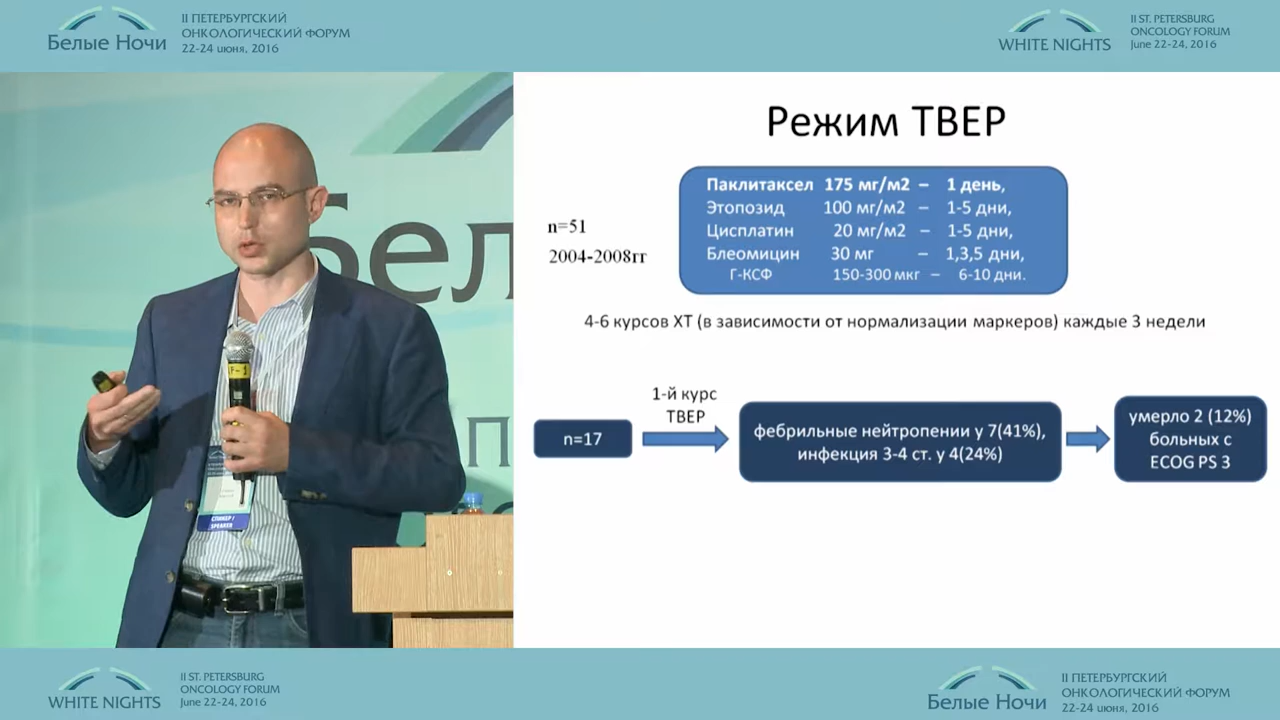 Белые Ночи
II ПЕТЕРБУРГСКИЙ
ОНКОЛОГИЧЕСКИЙ ФОРУМ
22-24 июня, 2016
WHITE NIGHTS
II ST. PETERSBURG
ONCOLOGY FORUM
June 22-24, 2016
Бел
п
F-1
СПИКЕР /
SPEAKER
Режим ТВЕР
n=51
2004-2008гг
Паклитаксел 175 мг/м2 – 1 день,
Этопозид 100 мг/м2 – 1-5 дни,
Цисплатин 20 мг/м2 – 1-5 дни,
Блеомицин 30 мг – 1,3,5 дни,
Г-КСФ 150-300 мкг – 6-10 дни.
4-6 курсов ХТ (в зависимости от нормализации маркеров) каждые 3 недели
n=17
1-й курс
ТВЕР
фебрильные нейтропении у 7(41%),
инфекция 3-4 ст. у 4(24%)
умерло 2 (12%)
больных с
ECOG PS 3
WHITE NIGHTS
II ST. PETERSBURG
ONCOLOGY FORUM
June 22-24, 2016
Белые Ночи
II ПЕТЕРБУРГСКИЙ
ОНКОЛОГИЧЕСКИЙ ФОРУМ
22-24 июня, 2016